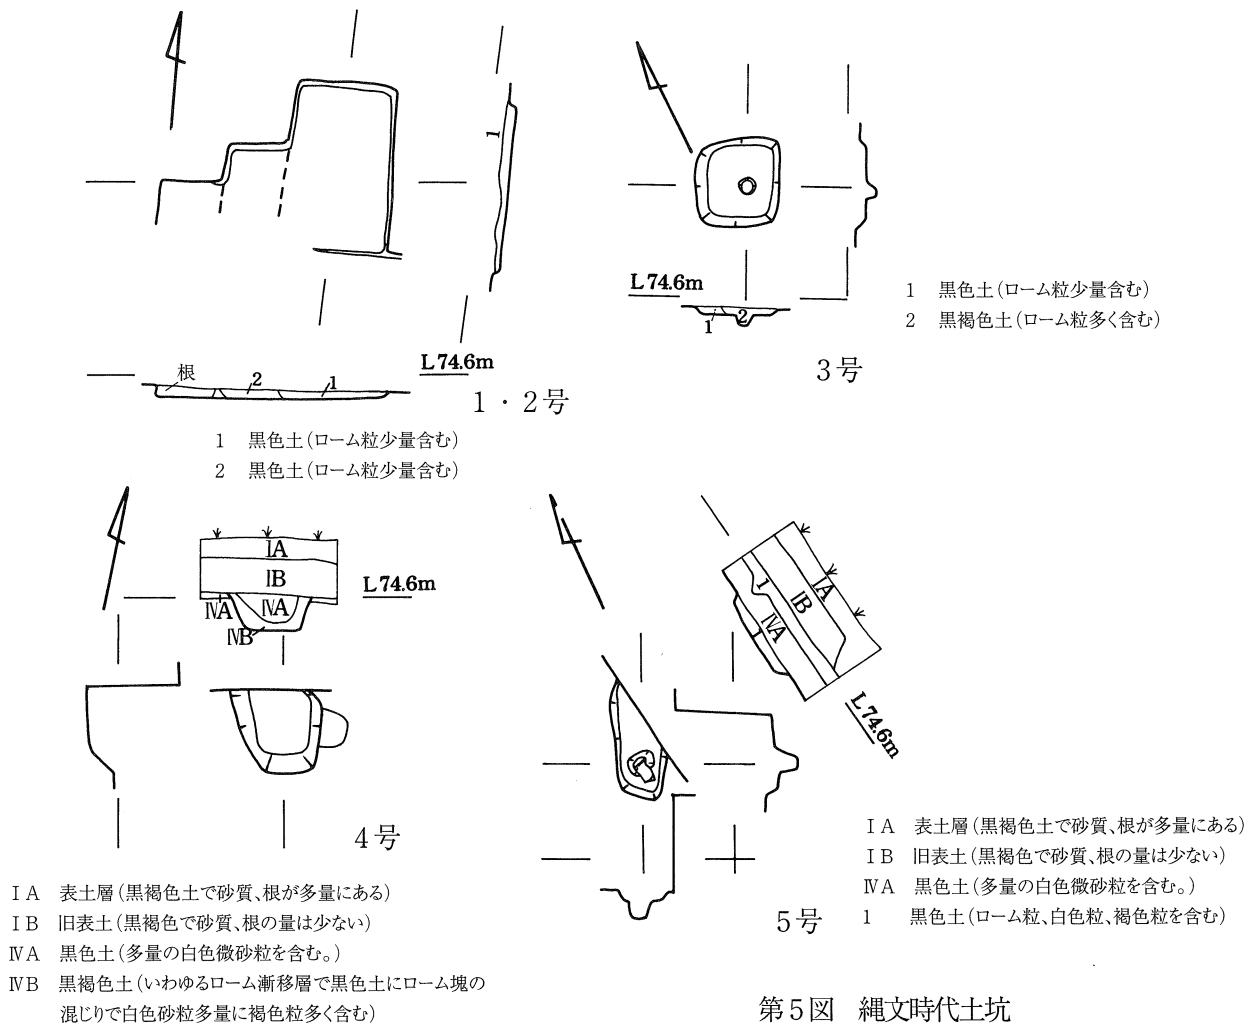 1
L 74.6m
根
2
1
1・2号
1 黒色土（ローム粒少量含む）
2 黒色土（ローム粒少量含む）
L 74.6m
1
2
1 黒色土（ローム粒少量含む）
2 黒褐色土（ローム粒多く含む）
3号
ⅠA
ⅠB
ⅣA
ⅣA
ⅣB
L 74.6m
4号
ⅠA 表土層（黒褐色土で砂質、根が多量にある）
ⅠB 旧表土（黒褐色で砂質、根の量は少ない）
ⅣA 黒色土（多量の白色微砂粒を含む。）
ⅣB 黒褐色土（いわゆるローム漸移層で黒色土にローム塊の
混じりで白色砂粒多量に褐色粒多く含む）
ⅠA
ⅠB
1
ⅣA
1
L 74.6m
5号
ⅠA 表土層（黒褐色土で砂質、根が多量にある）
ⅠB 旧表土（黒褐色で砂質、根の量は少ない）
ⅣA 黒色土（多量の白色微砂粒を含む。）
1 黒色土（ローム粒、白色粒、褐色粒を含む）
第5図 縄文時代土坑